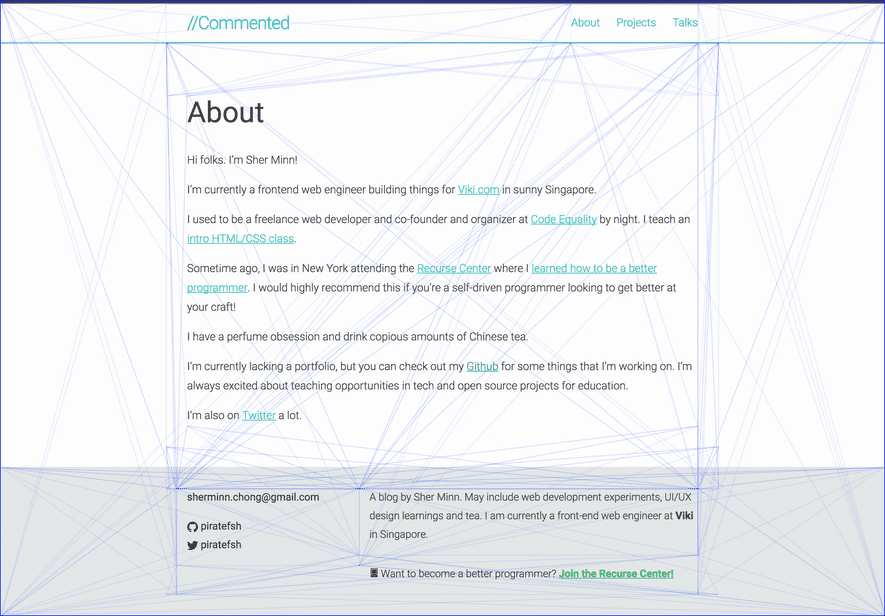 //Commented
About Projects Talks
About
Hi folks. I'm Sher Minn!
I'm currently a frontend web engineer building things for Viki.com in sunny Singapore.
I used to be a freelance web developer and co-founder and organizer at Code Equality by night. I teach an
intro HTML/CSS class.
Sometime ago, I was in New York attending the Recurse Center where I learned how to be a better
programmer. I would highly recommend this if you're a self-driven programmer looking to get better at
your craft!
I have a perfume obsession and drink copious amounts of Chinese tea.
I'm currently lacking a portfolio, but you can check out my Github for some things that I'm working on. I'm
always excited about teaching opportunities in tech and open source projects for education.
I'm also on Twitter a lot.
sherminn.chong@gmail.com
piratefsh
piratefsh
A blog by Sher Minn. May include web development experiments, UI/UX
design learnings and tea. I am currently a front-end web engineer at Viki
in Singapore.
Want to become a better programmer? Join the Recurse Center!